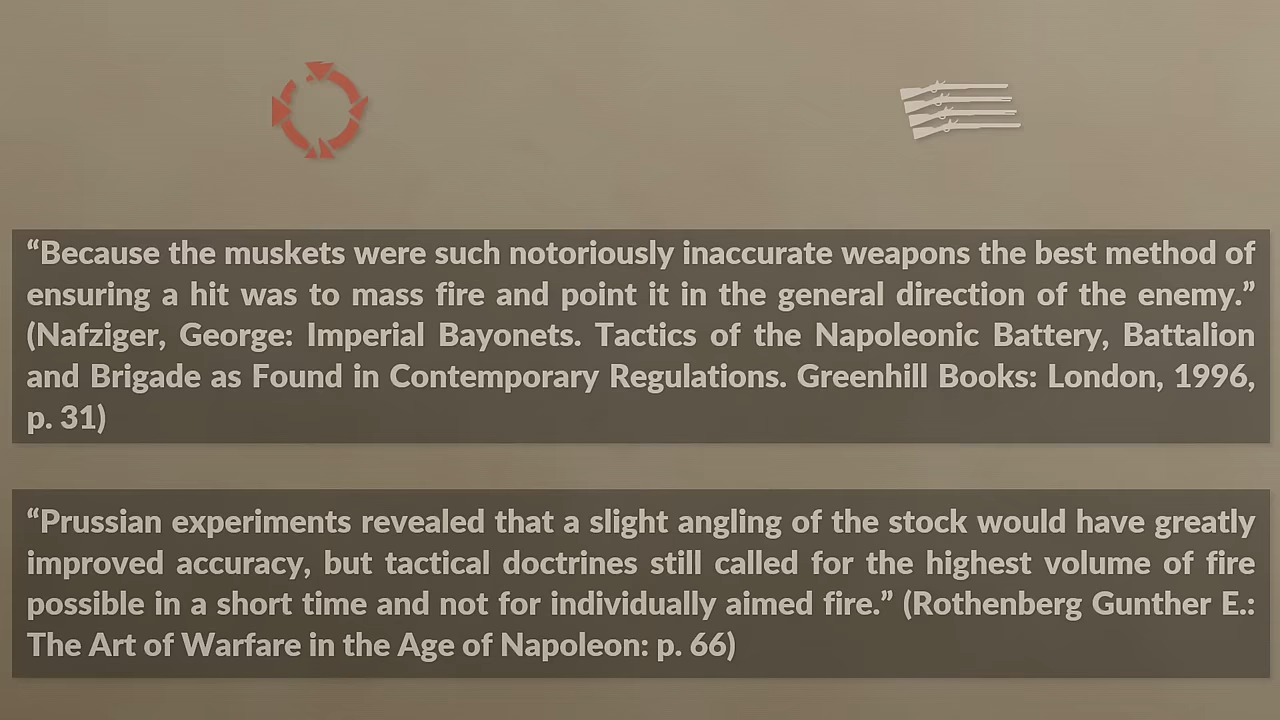 “Because the muskets were such notoriously inaccurate weapons the best method of
ensuring a hit was to mass fire and point it in the general direction of the enemy.”
(Nafziger, George: Imperial Bayonets. Tactics of the Napoleonic Battery, Battalion
and Brigade as Found in Contemporary Regulations. Greenhill Books: London, 1996,
p. 31)
“Prussian experiments revealed that a slight angling of the stock would have greatly
improved accuracy, but tactical doctrines still called for the highest volume of fire
possible in a short time and not for individually aimed fire.” (Rothenberg Gunther E.:
The Art of Warfare in the Age of Napoleon: p. 66)